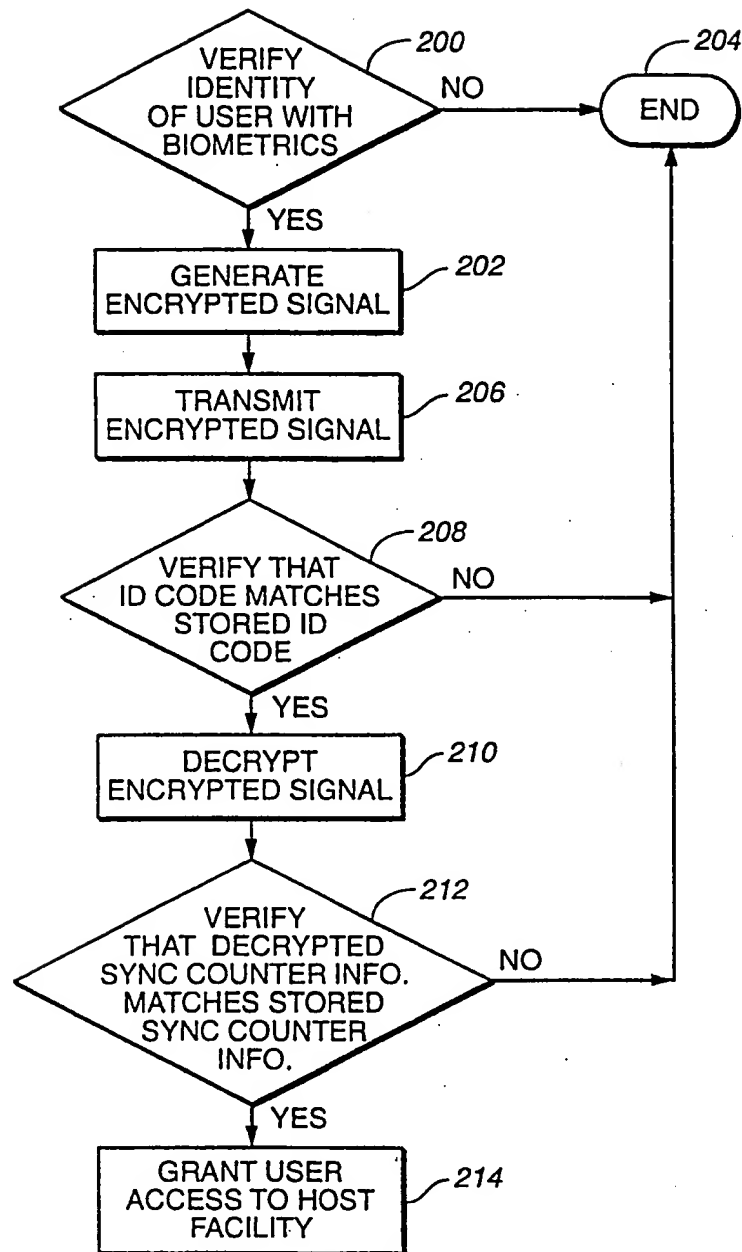 VERIFY
IDENTITY
OF USER WITH
BIOMETRICS
200
NO
204
END
YES
GENERATE
ENCRYPTED SIGNAL
202
TRANSMIT
ENCRYPTED SIGNAL
206
VERIFY THAT
ID CODE MATCHES
STORED ID
CODE
208
NO
YES
DECRYPT
ENCRYPTED SIGNAL
210
VERIFY
THAT DECRYPTED
SYNC COUNTER INFO.
MATCHES STORED
SYNC COUNTER
INFO.
212
NO
YES
GRANT USER
ACCESS TO HOST
FACILITY
214